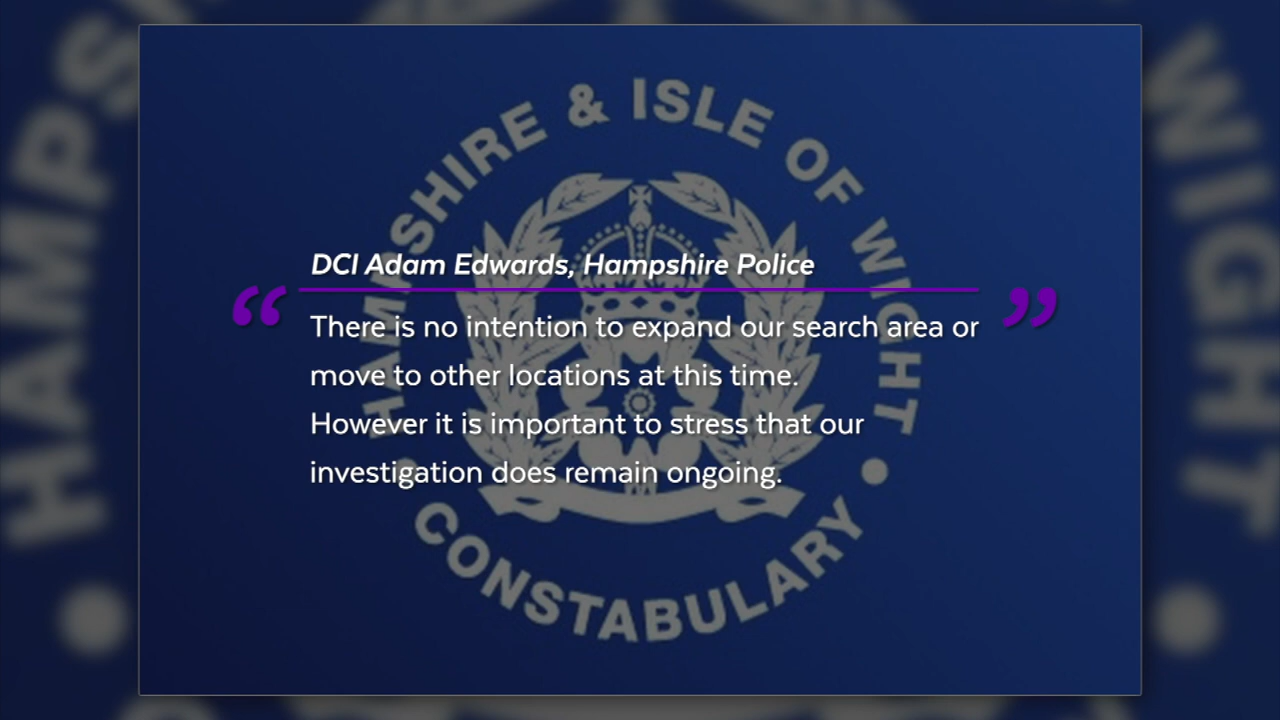 HAMPSHIRE & ISLE OF WIGHT
DCI Adam Edwards, Hampshire Police
“ There is no intention to expand our search area or ”
move to other locations at this time.
However it is important to stress that our
investigation does remain ongoing.
CONSTABULARY
HAMPS
WIGHT